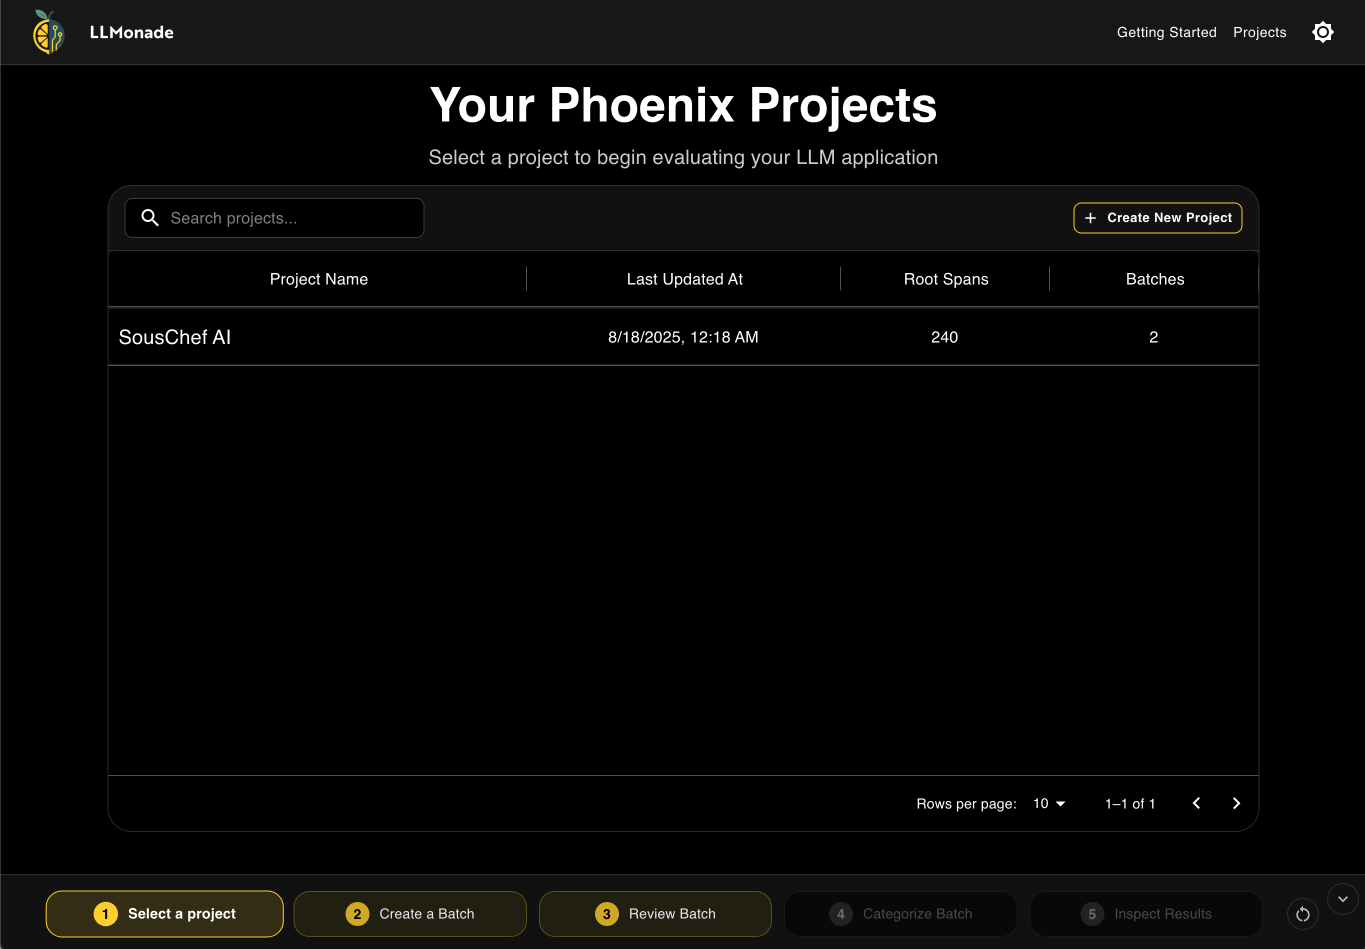 LLMonade
Getting Started
Projects
Your Phoenix Projects
Select a project to begin evaluating your LLM application
Search projects...
+ Create New Project
Project Name
Last Updated At
Root Spans
Batches
SousChef AI
8/18/2025, 12:18 AM
240
2
Rows per page:
10
1–1 of 1
1 Select a project
2 Create a Batch
3 Review Batch
4 Categorize Batch
5 Inspect Results